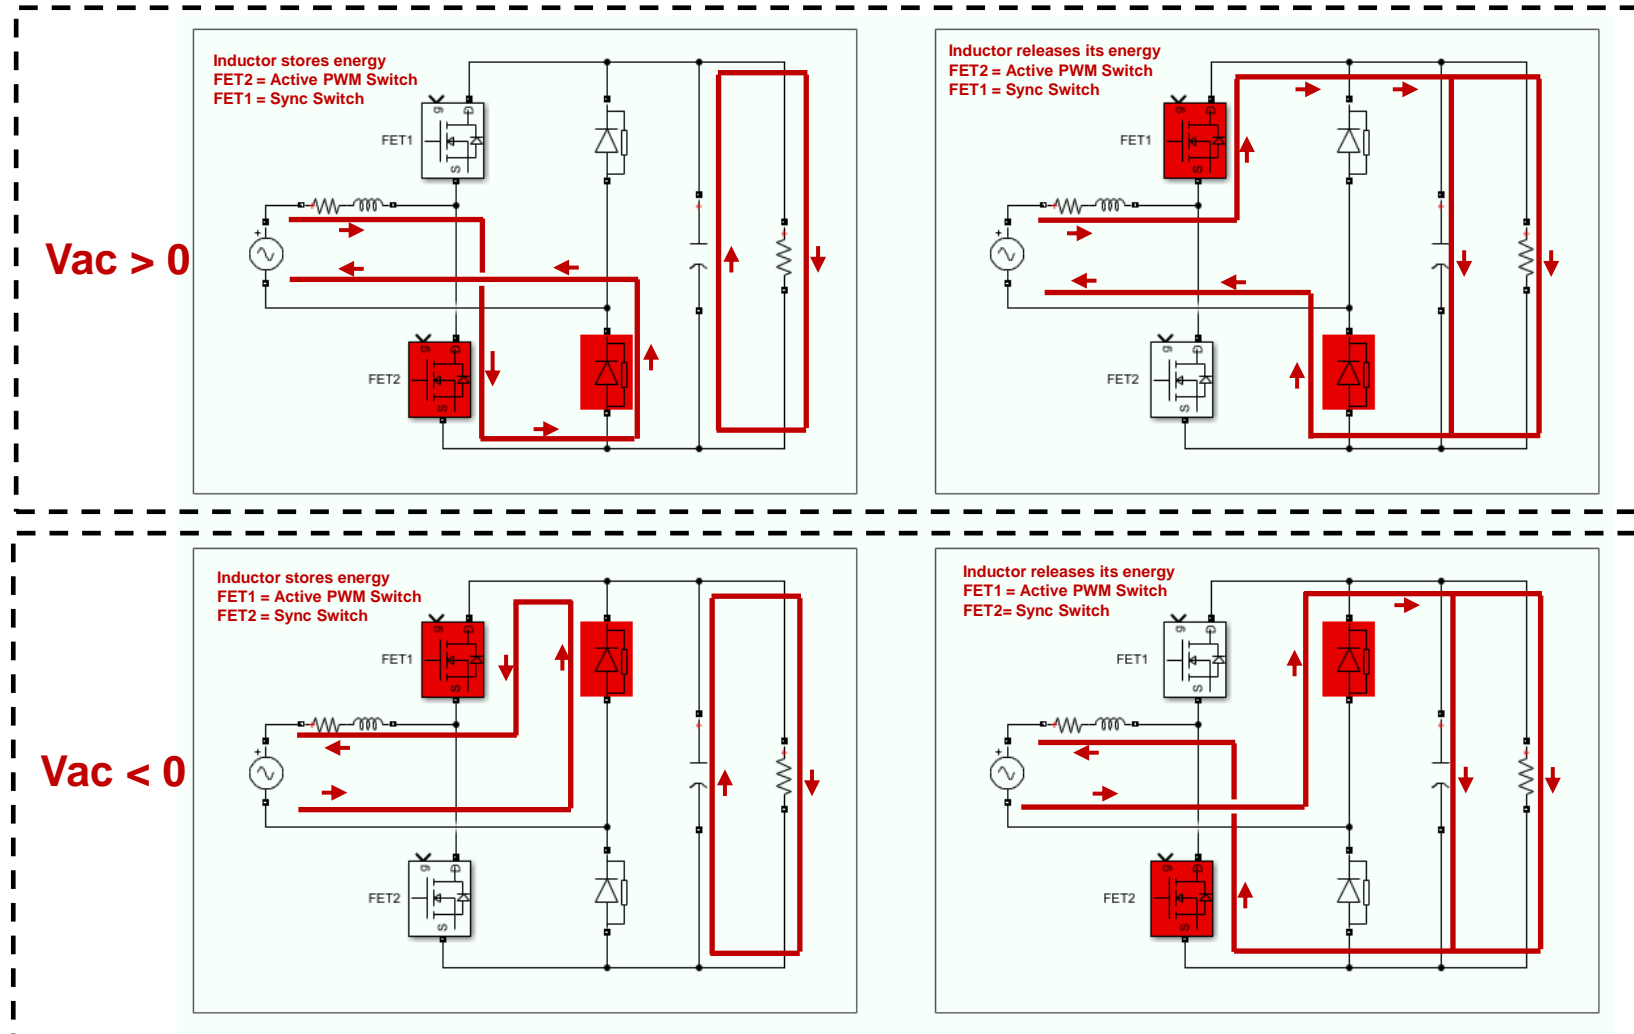 Vac > 0
Inductor stores energy
FET2 = Active PWM Switch
FET1 = Sync Switch
g
D
FET1
S
+
g
D
FET2
S
Inductor releases its energy
FET2 = Active PWM Switch
FET1 = Sync Switch
g
D
FET1
S
+
g
D
FET2
S
Vac < 0
Inductor stores energy
FET1 = Active PWM Switch
FET2 = Sync Switch
g
D
FET1
S
+
g
D
FET2
S
Inductor releases its energy
FET1 = Active PWM Switch
FET2= Sync Switch
g
D
FET1
S
+
g
D
FET2
S